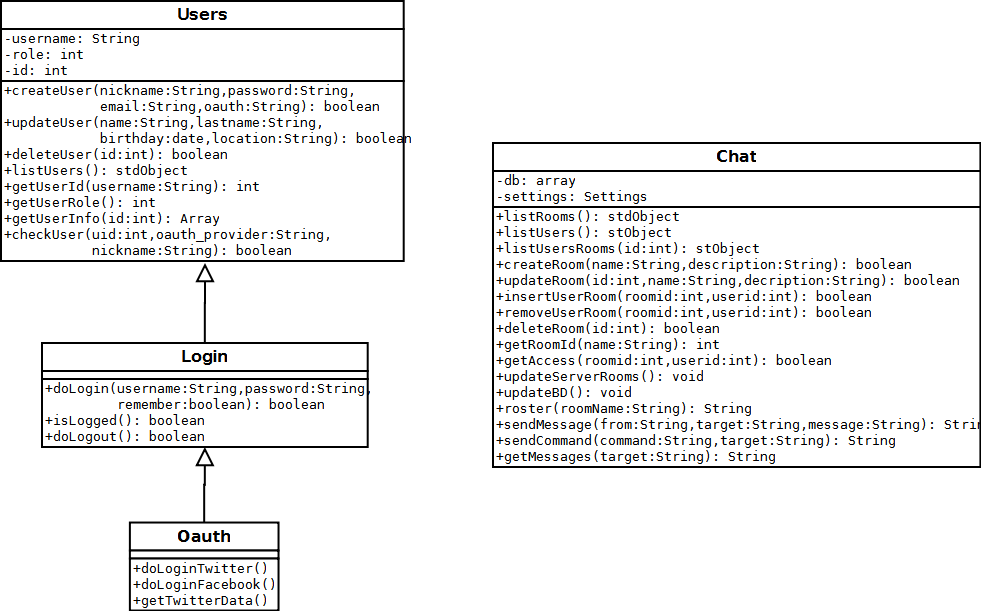 Users
-username: String
-role: int
-id: int
+createUser(nickname:String,password:String,
email:String,oauth:String): boolean
+updateUser(name:String,lastname:String,
birthday:date,location:String): boolean
+deleteUser(id:int): boolean
+listUsers(): stdObject
+getUserId(username:String): int
+getUserRole(): int
+getUserInfo(id:int): Array
+checkUser(uid:int,oauth_provider:String,
nickname:String): boolean
Login
+doLogin(username:String,password:String,
remember:boolean): boolean
+isLogged(): boolean
+doLogout(): boolean
Oauth
+doLoginTwitter()
+doLoginFacebook()
+getTwitterData()
Chat
-db: array
-settings: Settings
+listRooms(): stdObject
+listUsers(): stObject
+listUsersRooms(id:int): stObject
+createRoom(name:String,description:String): boolean
+updateRoom(id:int,name:String,decription:String): boolean
+insertUserRoom(roomid:int,userid:int): boolean
+removeUserRoom(roomid:int,userid:int): boolean
+deleteRoom(id:int): boolean
+getRoomId(name:String): int
+getAccess(roomid:int,userid:int): boolean
+updateServerRooms(): void
+updateBD(): void
+roster(roomName:String): String
+sendMessage(from:String,target:String,message:String): Stri
+sendCommand(command:String,target:String): String
+getMessages(target:String): String